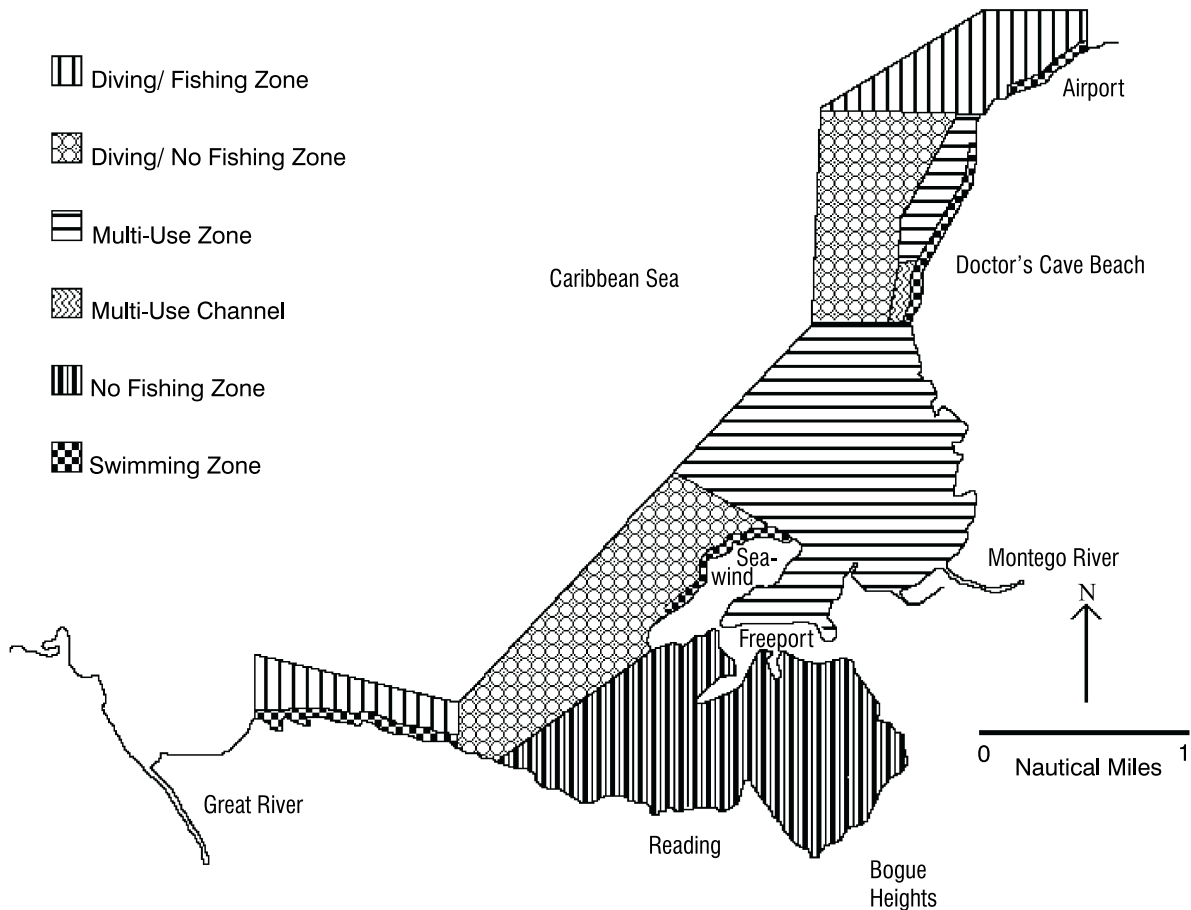 Diving/ Fishing Zone
Diving/ No Fishing Zone
Multi-Use Zone
Multi-Use Channel
No Fishing Zone
Swimming Zone
Airport
Caribbean Sea
Doctor's Cave Beach
Sea-
wind
Montego River
N
Freeport
0 1
Nautical Miles
Great River
Reading
Bogue
Heights